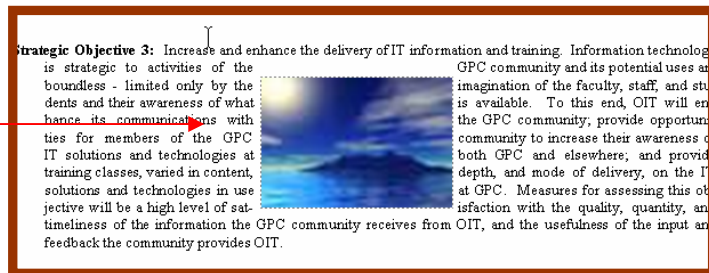 Strategic Objective 3: Increase and enhance the delivery of IT information and training. Information technolog
is strategic to activities of the GPC community and its potential uses ar
boundless - limited only by the imagination of the faculty, staff, and stu
dents and their awareness of what is available. To this end, OIT will en
hance its communications with the GPC community; provide opportun
ties for members of the GPC community to increase their awareness o
IT solutions and technologies at both GPC and elsewhere; and provid
training classes, varied in content, depth, and mode of delivery, on the I
solutions and technologies in use at GPC. Measures for assessing this ob
jective will be a high level of sat- isfaction with the quality, quantity, an
timeliness of the information the GPC community receives from OIT, and the usefulness of the input an
feedback the community provides OIT.